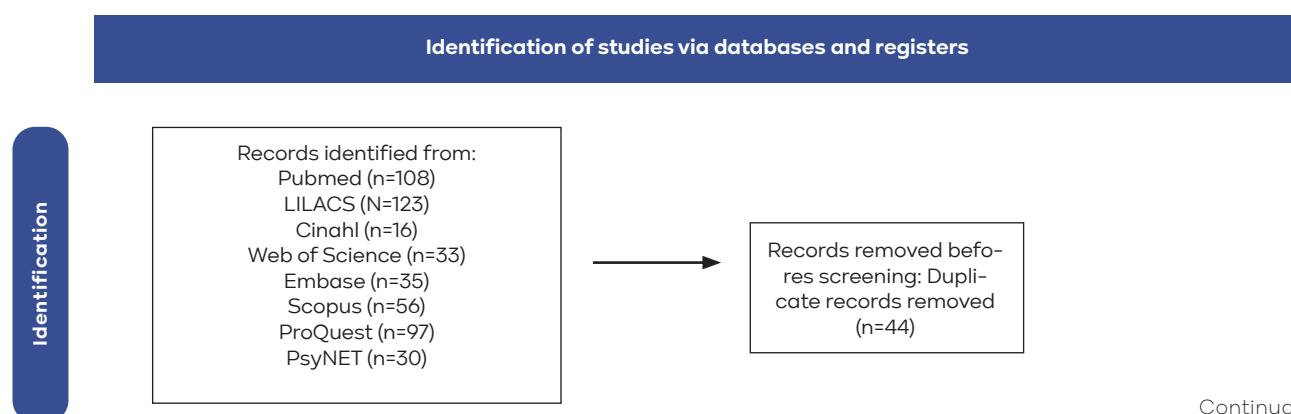 Identification of studies via databases and registers
Identification
Records identified from:
Pubmed (n=108)
LILACS (N=123)
Cinahl (n=16)
Web of Science (n=33)
Embase (n=35)
Scopus (n=56)
ProQuest (n=97)
PsyNET (n=30)
Records removed befo-
res screening: Dupli-
cate records removed
(n=44)